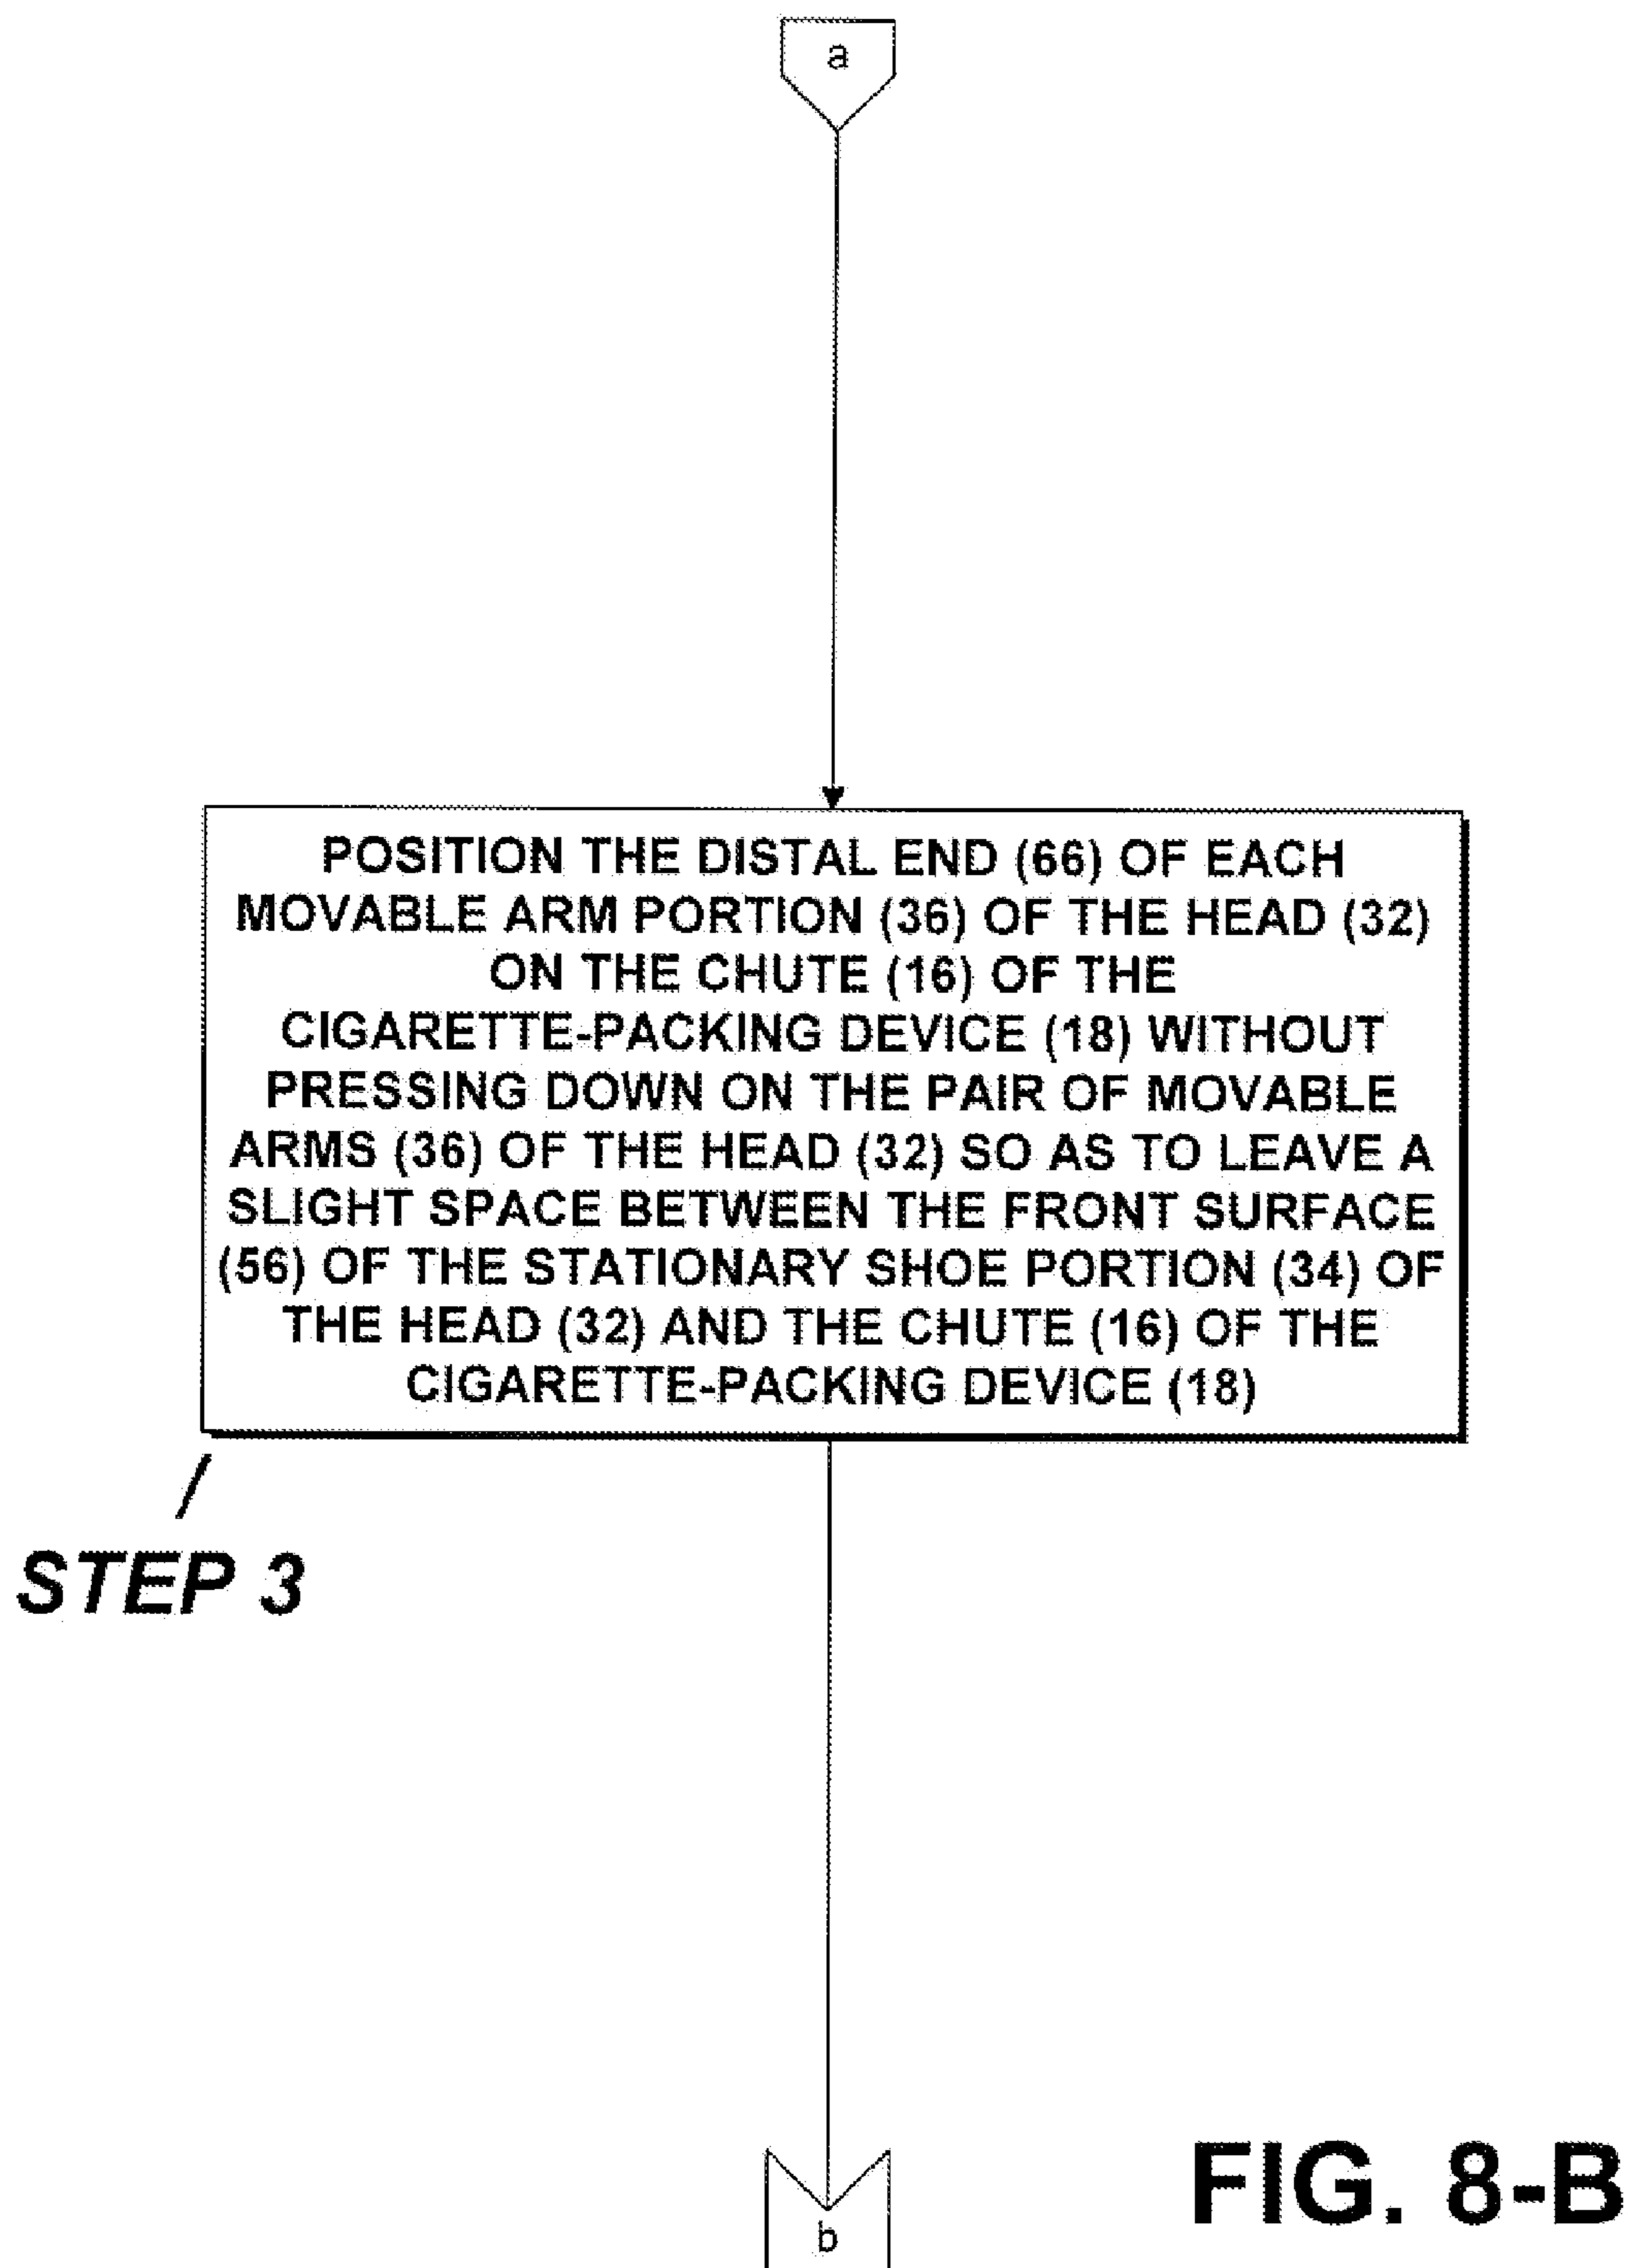 a
POSITION THE DISTAL END (66) OF EACH
MOVABLE ARM PORTION (36) OF THE HEAD (32)
ON THE CHUTE (16) OF THE
CIGARETTE-PACKING DEVICE (18) WITHOUT
PRESSING DOWN ON THE PAIR OF MOVABLE
ARMS (36) OF THE HEAD (32) SO AS TO LEAVE A
SLIGHT SPACE BETWEEN THE FRONT SURFACE
(56) OF THE STATIONARY SHOE PORTION (34) OF
THE HEAD (32) AND THE CHUTE (16) OF THE
CIGARETTE-PACKING DEVICE (18)
STEP 3
b
FIG. 8-B